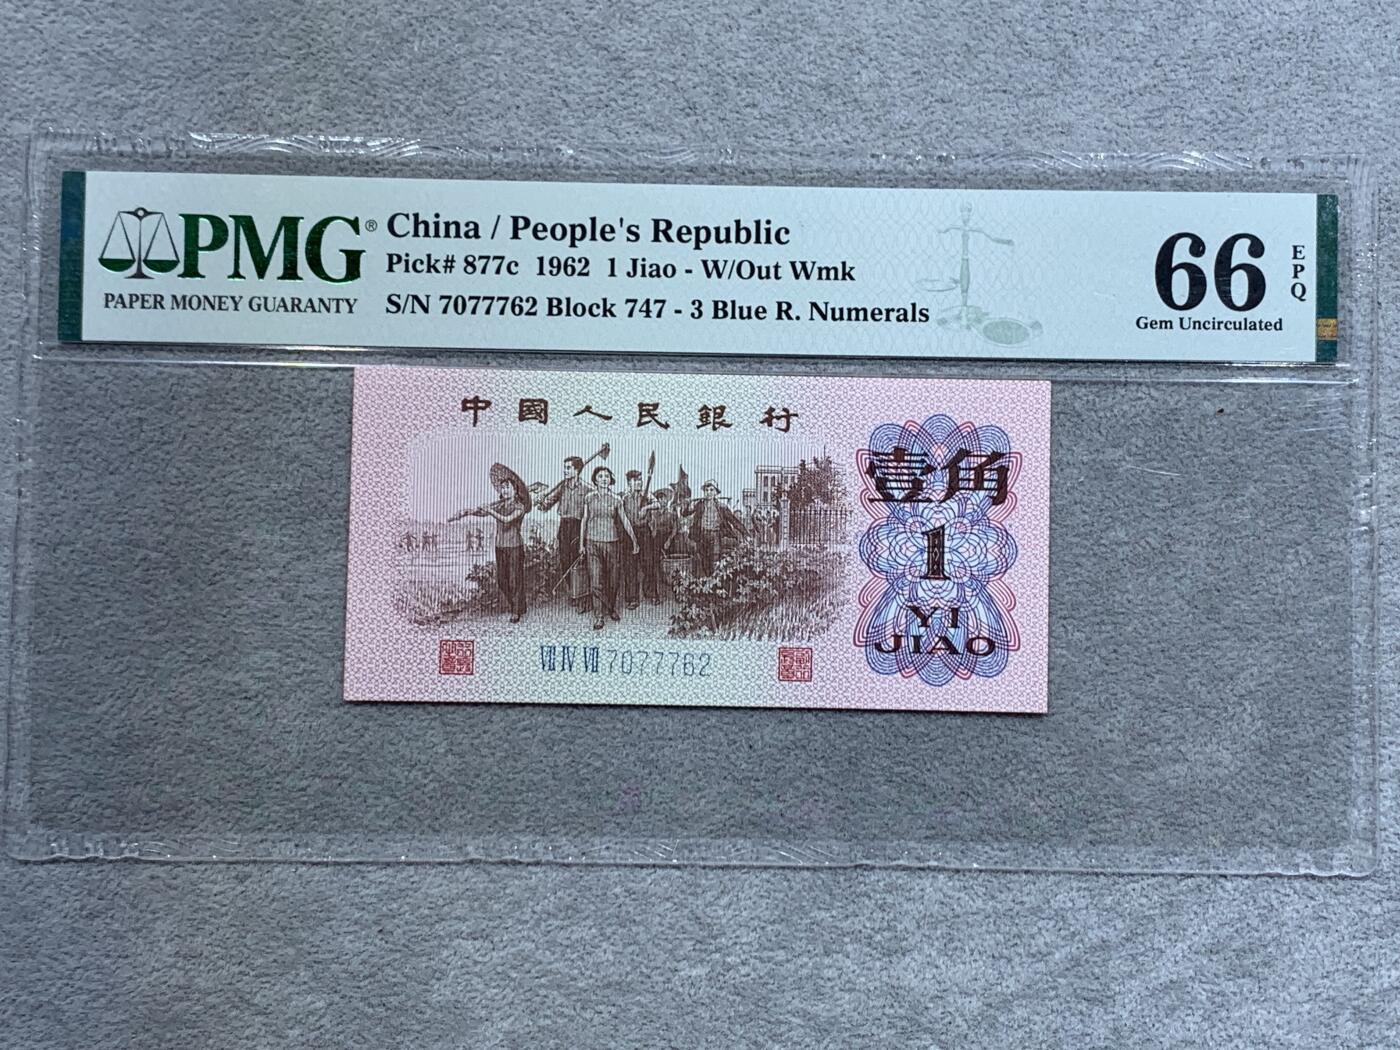 PMG®
PAPER MONEY GUARANTY
China / People's Republic
Pick# 877c 1962 1 Jiao - W/Out Wmk
S/N 7077762 Block 747 - 3 Blue R. Numerals
66
EPQ
Gem Uncirculated
中國人民銀行
壹角
1
YI
JIAO
Ⅶ Ⅳ Ⅶ 7077762